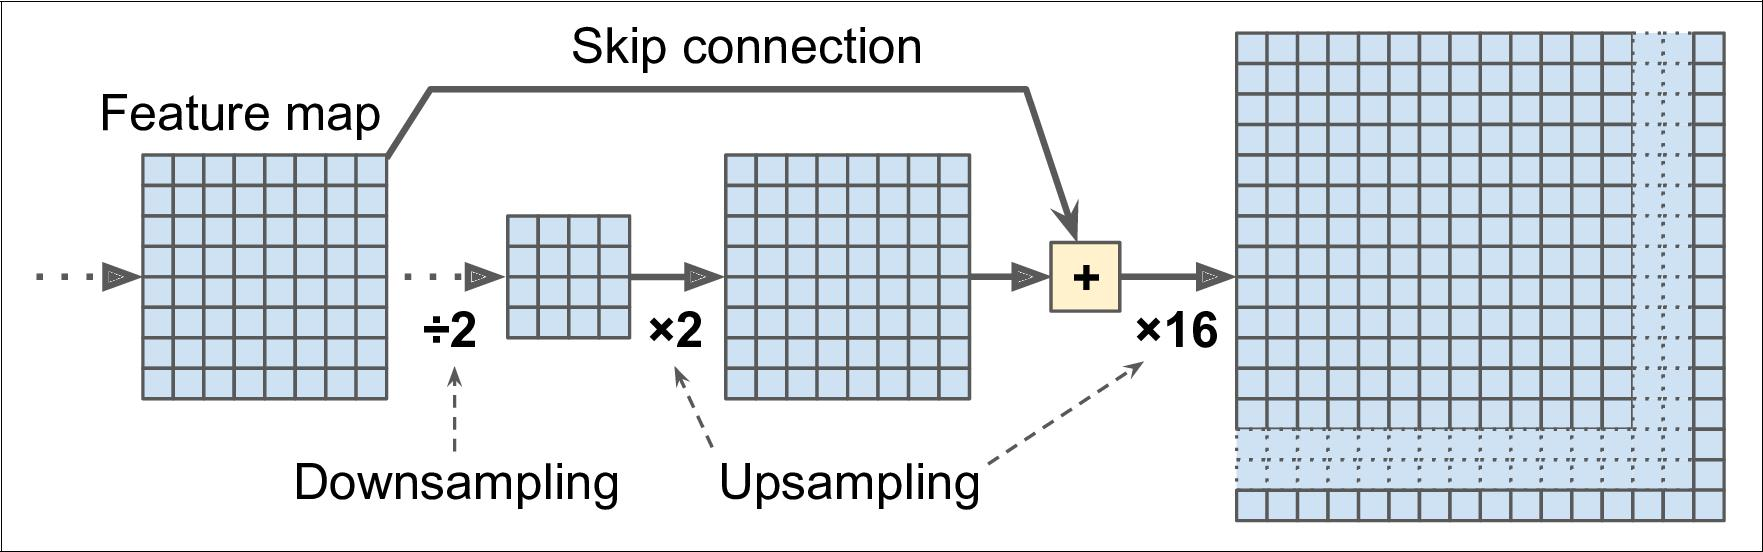 Skip connection
Feature map
+
÷2
×2
×16
Downsampling
Upsampling